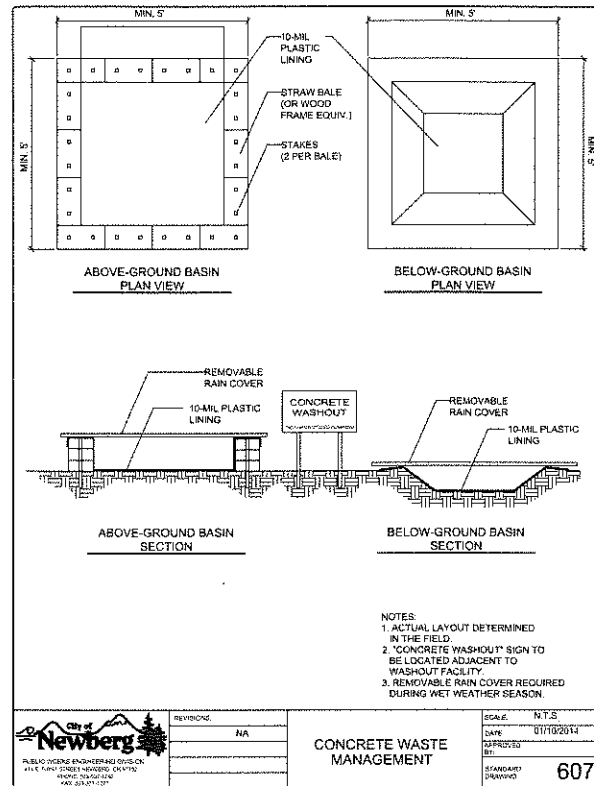 MIN. 5'
MIN. 5'
10-MIL
PLASTIC
LINING
STRAW BALE
(OR WOOD
FRAME EQUIV.)
STAKES
(2 PER BALE)
MIN. 5'
MIN. 5'
ABOVE-GROUND BASIN
PLAN VIEW
BELOW-GROUND BASIN
PLAN VIEW
REMOVABLE
RAIN COVER
10-MIL PLASTIC
LINING
CONCRETE
WASHOUT
REMOVABLE
RAIN COVER
10-MIL PLASTIC
LINING
ABOVE-GROUND BASIN
SECTION
BELOW-GROUND BASIN
SECTION
NOTES:
1. ACTUAL LAYOUT DETERMINED
IN THE FIELD.
2. "CONCRETE WASHOUT" SIGN TO
BE LOCATED ADJACENT TO
WASHOUT FACILITY.
3. REMOVABLE RAIN COVER REQUIRED
DURING WET WEATHER SEASON.
City of
Newberg
PUBLIC WORKS ENGINEERING DIVISION
REVISIONS:
NA
CONCRETE WASTE
MANAGEMENT
SCALE: N.T.S
DATE 01/10/2014
APPROVED
BY:
STANDARD
DRAWING 607